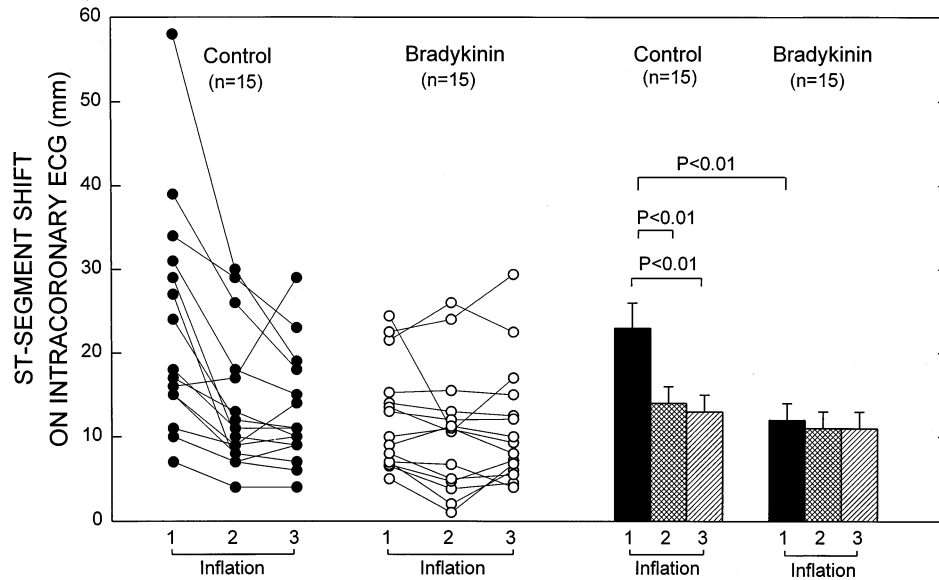 ST-SEGMENT SHIFT
ON INTRACORONARY ECG (mm)
60
50
40
30
20
10
0
Control
(n=15)
Bradykinin
(n=15)
Control
(n=15)
Bradykinin
(n=15)
P<0.01
P<0.01
P<0.01
1 2 3
Inflation
1 2 3
Inflation
1 2 3
Inflation
1 2 3
Inflation